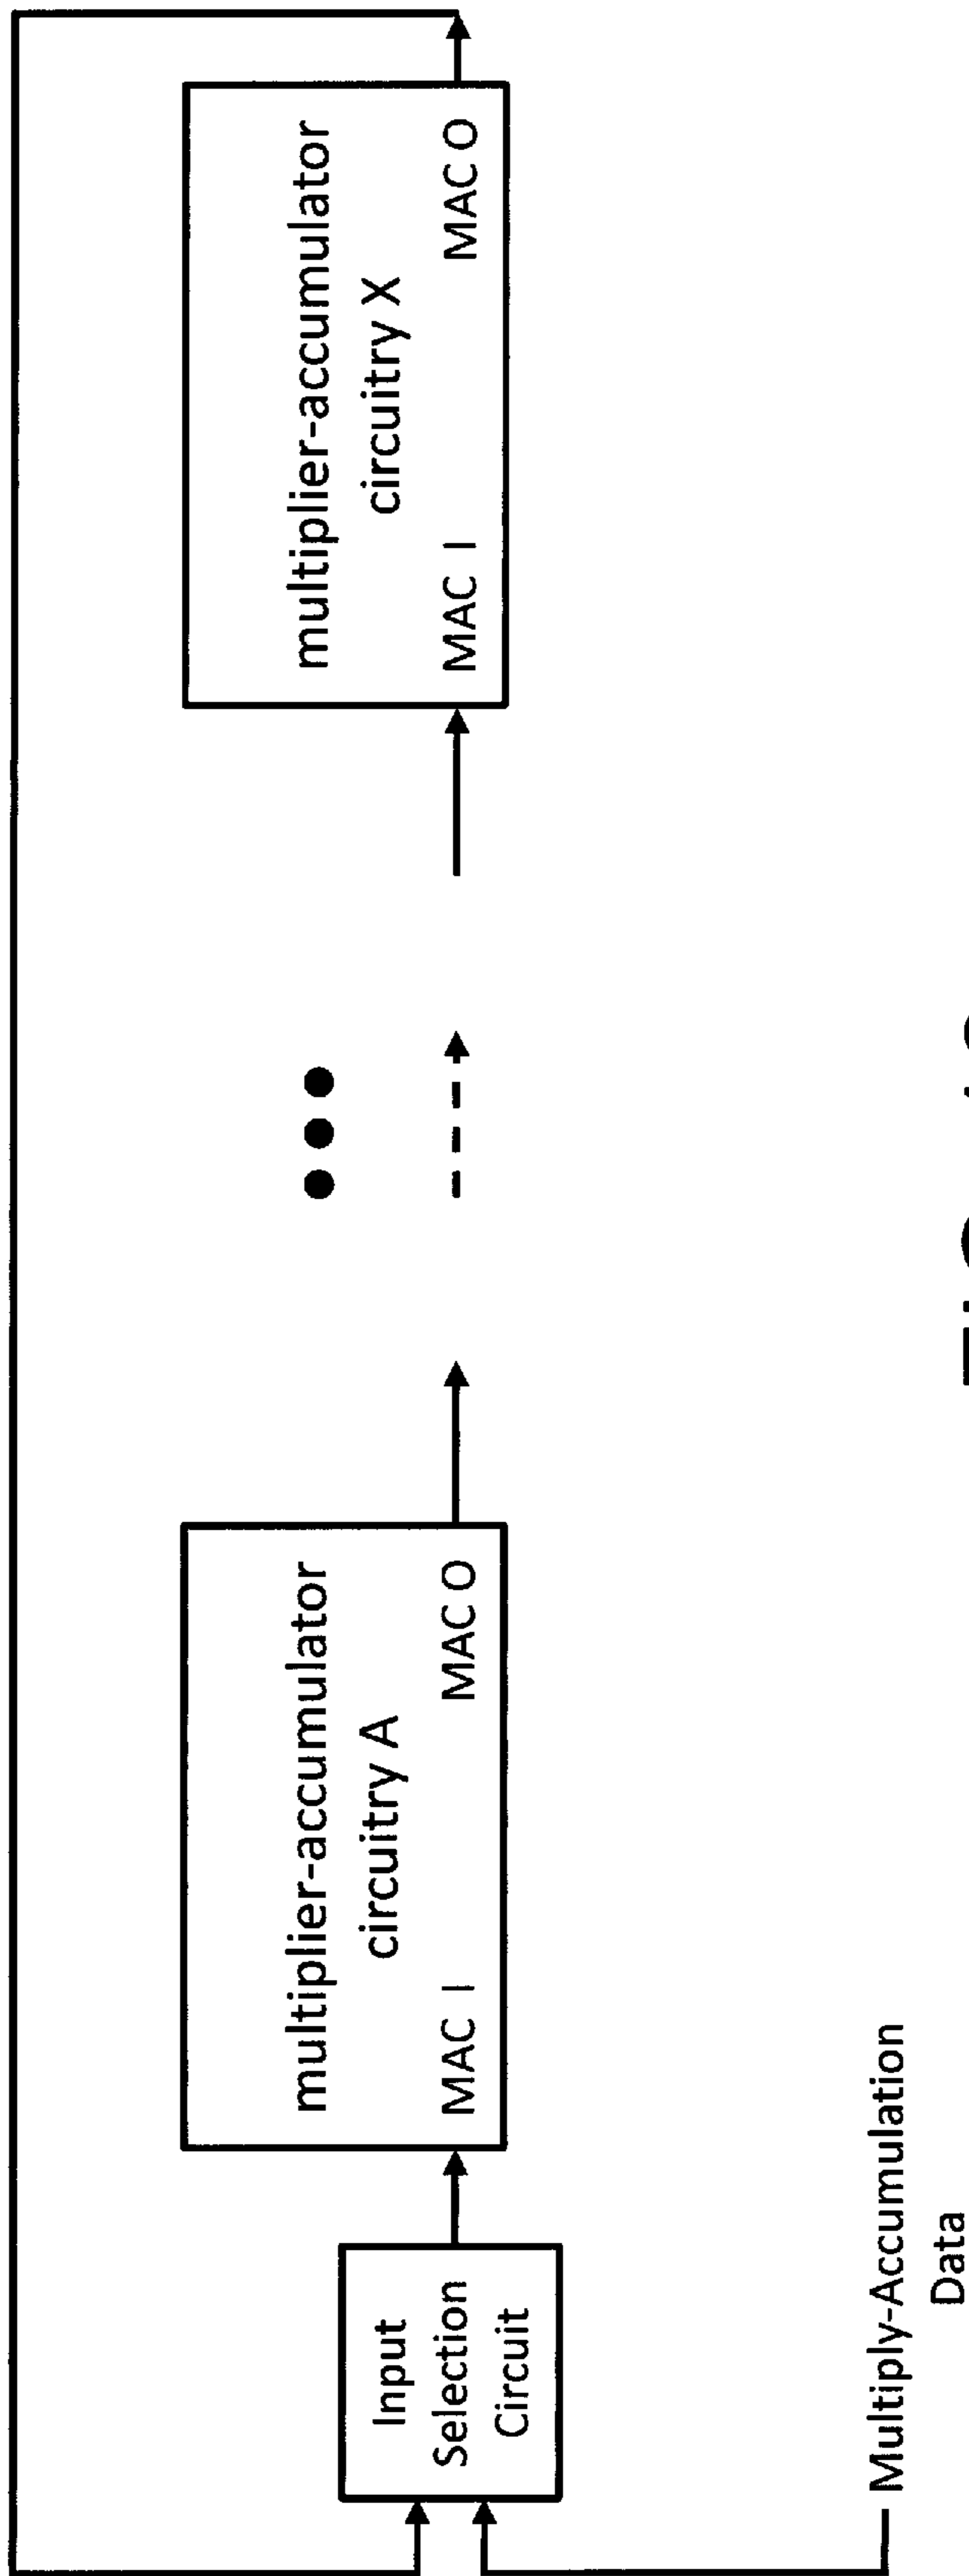 Input
Selection
Circuit
multiplier-accumulator
circuitry A
MAC I
MAC O
multiplier-accumulator
circuitry X
MAC I
MAC O
Multiply-Accumulation
Data